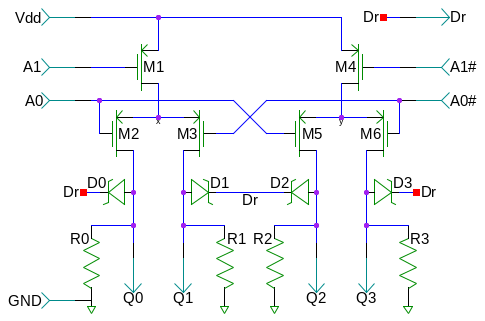 Vdd Dr Dr
A1 M1 M4 A1#
A0 A0#
x y
M2 M3 M5 M6
D0 D1 D2 D3
Dr Dr Dr
R0 R1 R2 R3
GND Q0 Q1 Q2 Q3